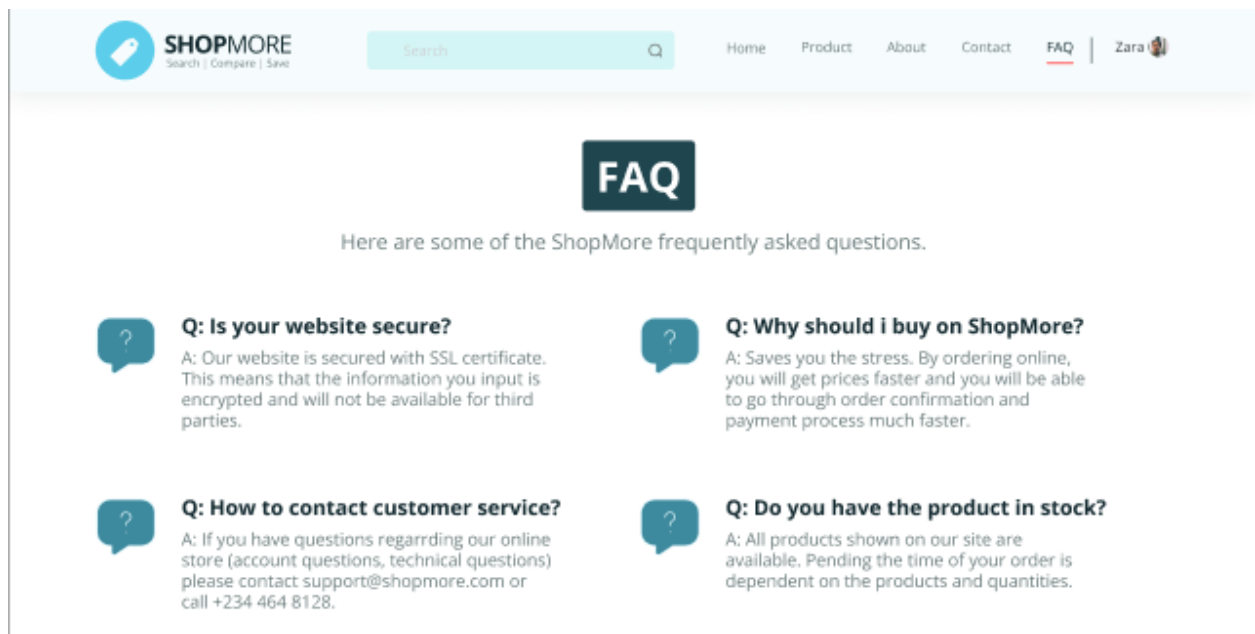 SHOPMORE
Search | Compare | Save
Search
Home Product About Contact FAQ Zara
FAQ
Here are some of the ShopMore frequently asked questions.
?
Q: Is your website secure?
A: Our website is secured with SSL certificate.
This means that the information you input is
encrypted and will not be available for third
parties.
?
Q: Why should i buy on ShopMore?
A: Saves you the stress. By ordering online,
you will get prices faster and you will be able
to go through order confirmation and
payment process much faster.
?
Q: How to contact customer service?
A: If you have questions regarrding our online
store (account questions, technical questions)
please contact support@shopmore.com or
call +234 464 8128.
?
Q: Do you have the product in stock?
A: All products shown on our site are
available. Pending the time of your order is
dependent on the products and quantities.